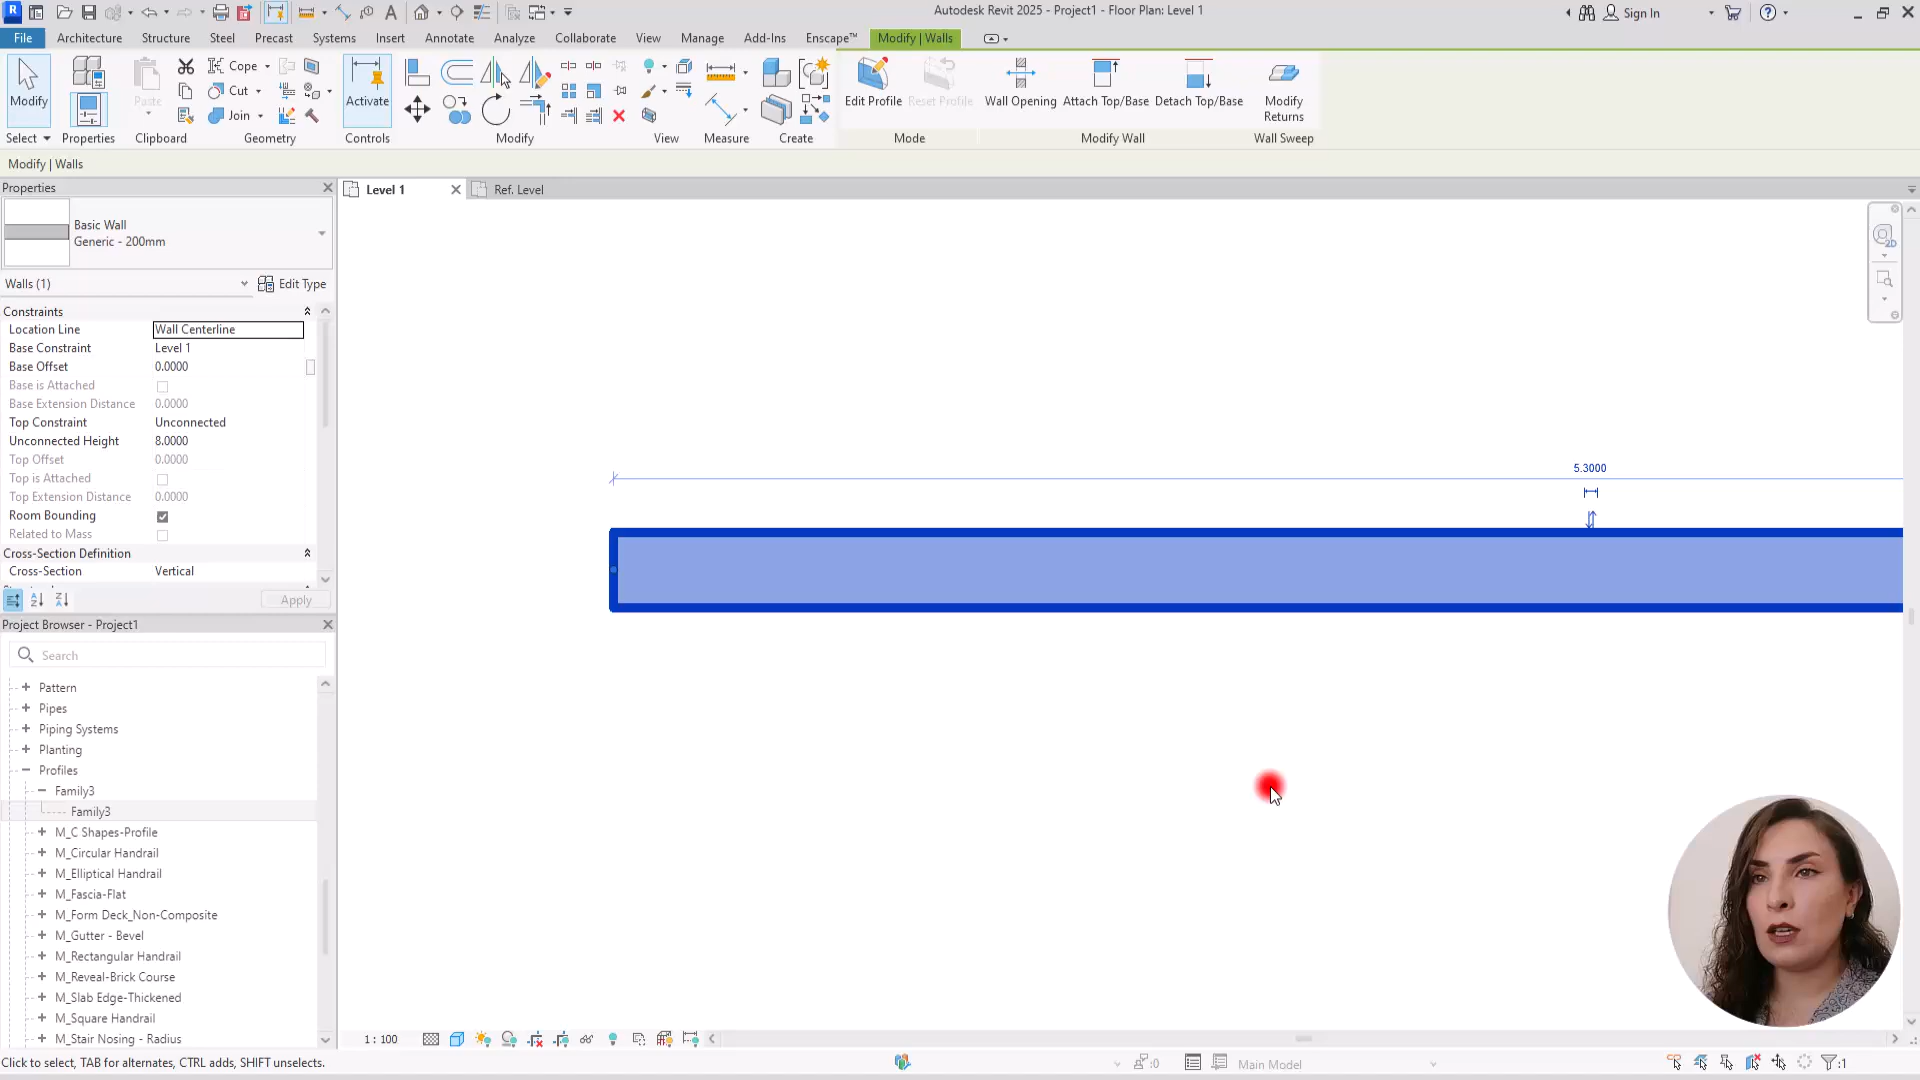 Autodesk Revit 2025 - Project1 - Floor Plan: Level 1
Sign In
File Architecture Structure Steel Precast Systems Insert Annotate Analyze Collaborate View Manage Add-Ins Enscape™ Modify | Walls
Modify
Paste
Cope
Cut
Join
Activate
Edit Profile
Reset Profile
Wall Opening
Attach Top/Base
Detach Top/Base
Modify
Returns
Select Properties Clipboard Geometry Controls Modify View Measure Create Mode Modify Wall Wall Sweep
Modify | Walls
Properties
Level 1
Ref. Level
Basic Wall
Generic - 200mm
Walls (1)
Edit Type
Constraints
Location Line Wall Centerline
Base Constraint Level 1
Base Offset 0.0000
Base is Attached
Base Extension Distance 0.0000
Top Constraint Unconnected
Unconnected Height 8.0000
Top Offset 0.0000
Top is Attached
Top Extension Distance 0.0000
Room Bounding
Related to Mass
Cross-Section Definition
Cross-Section Vertical
Apply
2D
5.3000
Project Browser - Project1
Search
Pattern
Pipes
Piping Systems
Planting
Profiles
Family3
Family3
M_C Shapes-Profile
M_Circular Handrail
M_Elliptical Handrail
M_Fascia-Flat
M_Form Deck_Non-Composite
M_Gutter - Bevel
M_Rectangular Handrail
M_Reveal-Brick Course
M_Slab Edge-Thickened
M_Square Handrail
M_Stair Nosing - Radius
1 : 100
Click to select, TAB for alternates, CTRL adds, SHIFT unselects.
:0
Main Model
:1